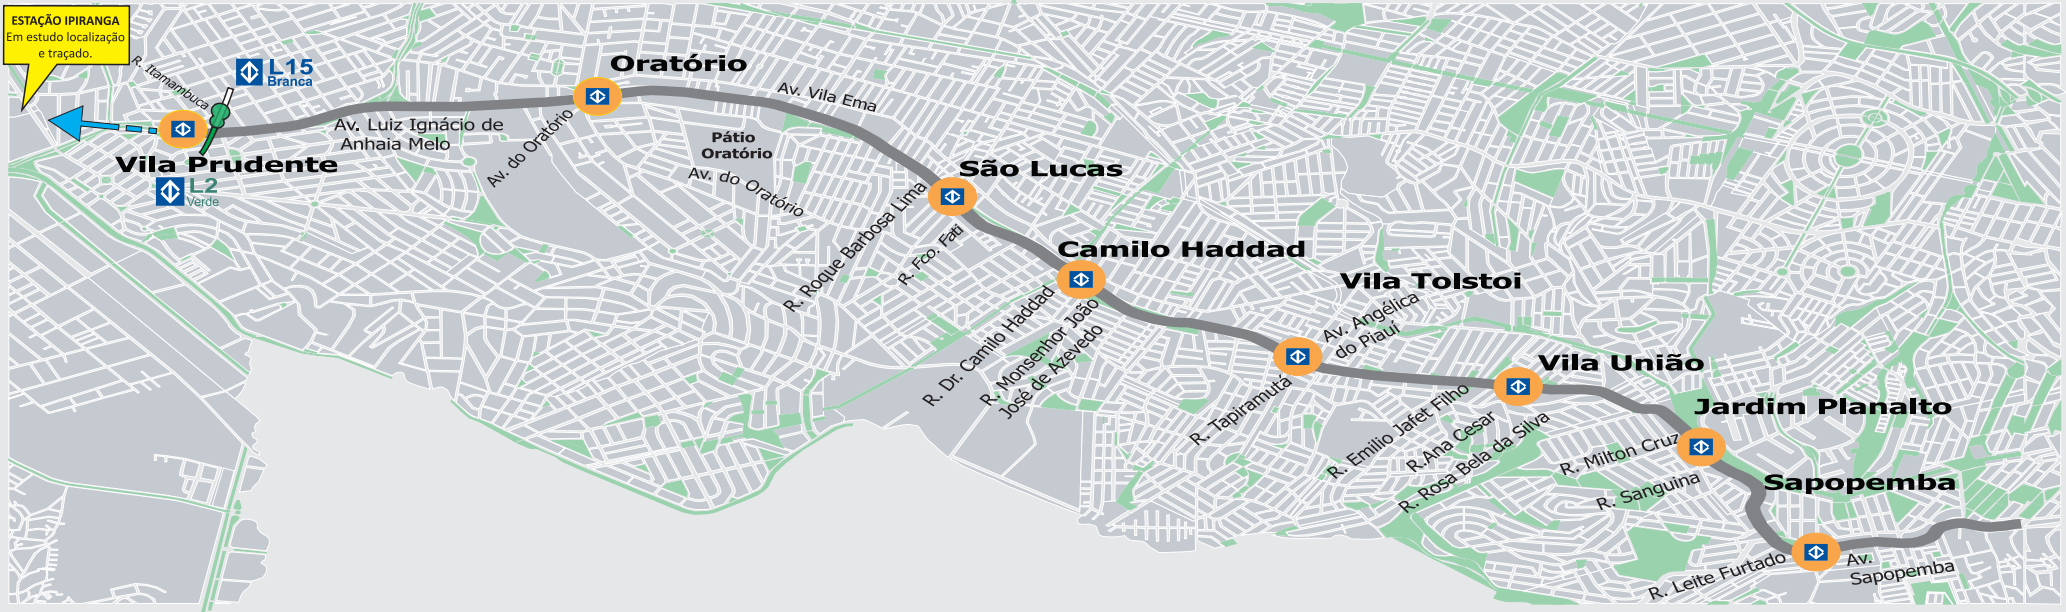 ESTAÇÃO IPIRANGA
Em estudo localização
e traçado.
R. Itamambuca
L15
Branca
Vila Prudente
L2
Verde
Av. Luiz Ignácio de
Anhaia Melo
Oratório
Av. do Oratório
Pátio
Oratório
Av. do Oratório
Av. Vila Ema
São Lucas
R. Roque Barbosa Lima
R. Fco. Fati
Camilo Haddad
R. Dr. Camilo Haddad
R. Monsenhor João
José de Azevedo
Vila Tolstoi
Av. Angélica
do Piauí
R. Tapiramutá
Vila União
R. Emilio Jafet Filho
R.Ana Cesar
R. Rosa Bela da Silva
Jardim Planalto
R. Milton Cruz
R. Sanguina
Sapopemba
R. Leite Furtado
Av.
Sapopemba